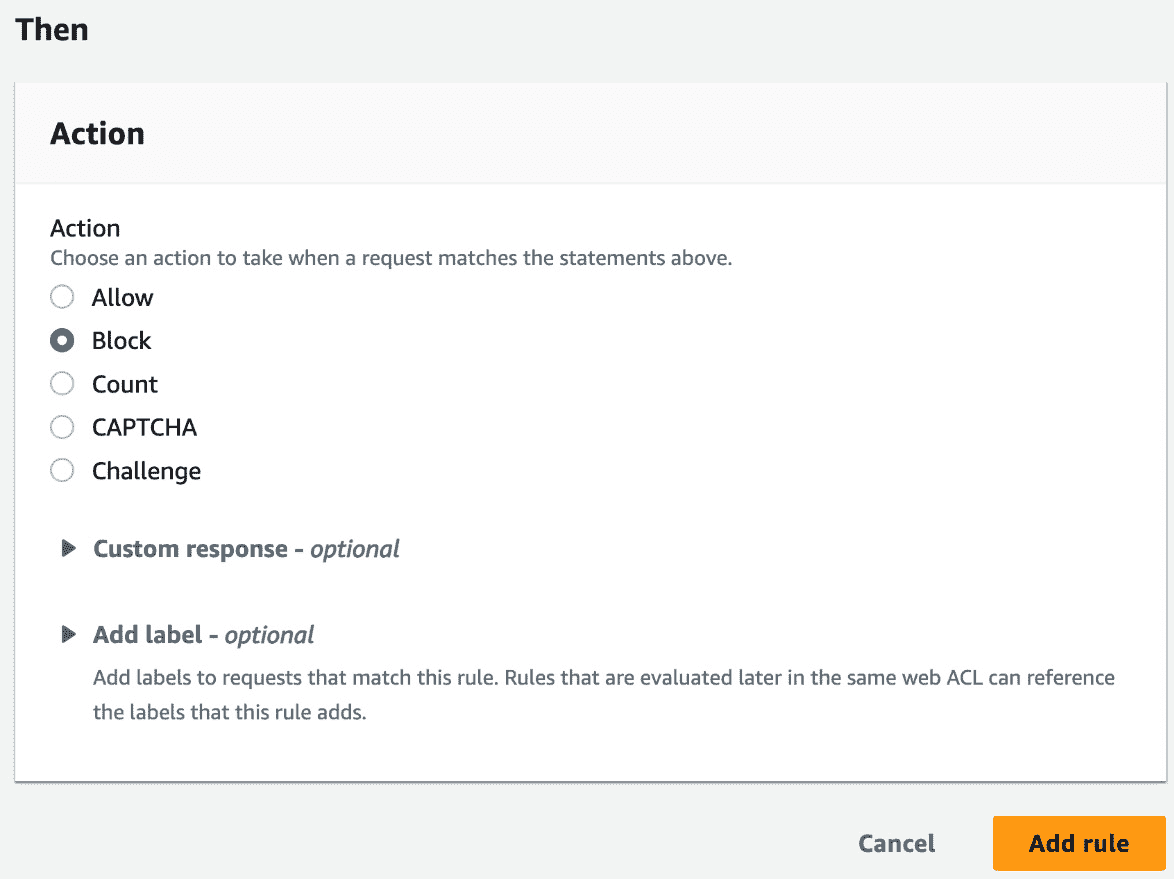 Then
Action
Action
Choose an action to take when a request matches the statements above.
Allow
Block
Count
CAPTCHA
Challenge
Custom response - optional
Add label - optional
Add labels to requests that match this rule. Rules that are evaluated later in the same web ACL can reference
the labels that this rule adds.
Cancel
Add rule